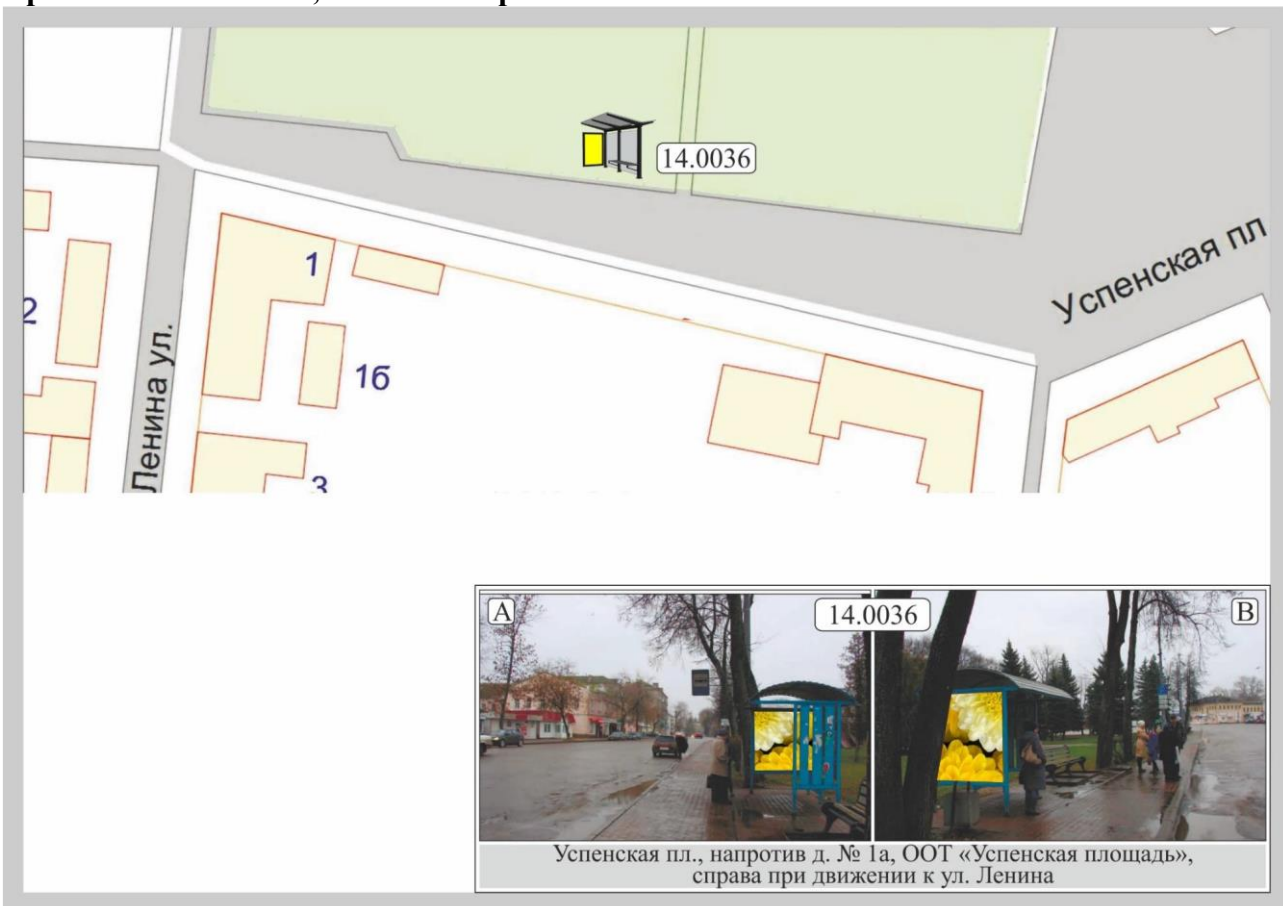 14.0036
Успенская пл
1
2
Ленина ул.
1б
3
A
14.0036
B
Успенская пл., напротив д. № 1а, ООТ «Успенская площадь»,
справа при движении к ул. Ленина